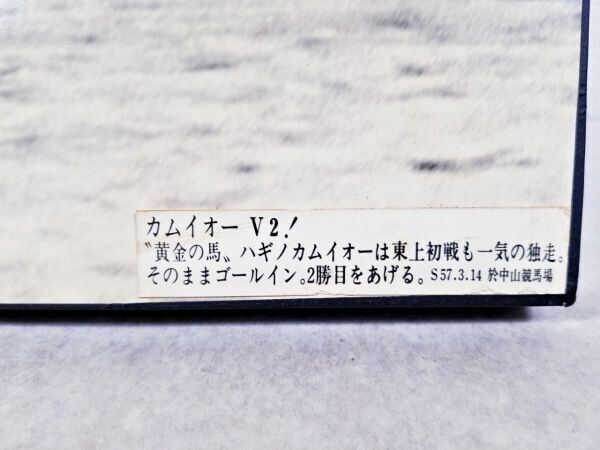 カムイオー V2!
〝黄金の馬〟ハギノカムイオーは東上初戦も一気の独走。
そのままゴールイン。2勝目をあげる。S57.3.14 於中山競馬場